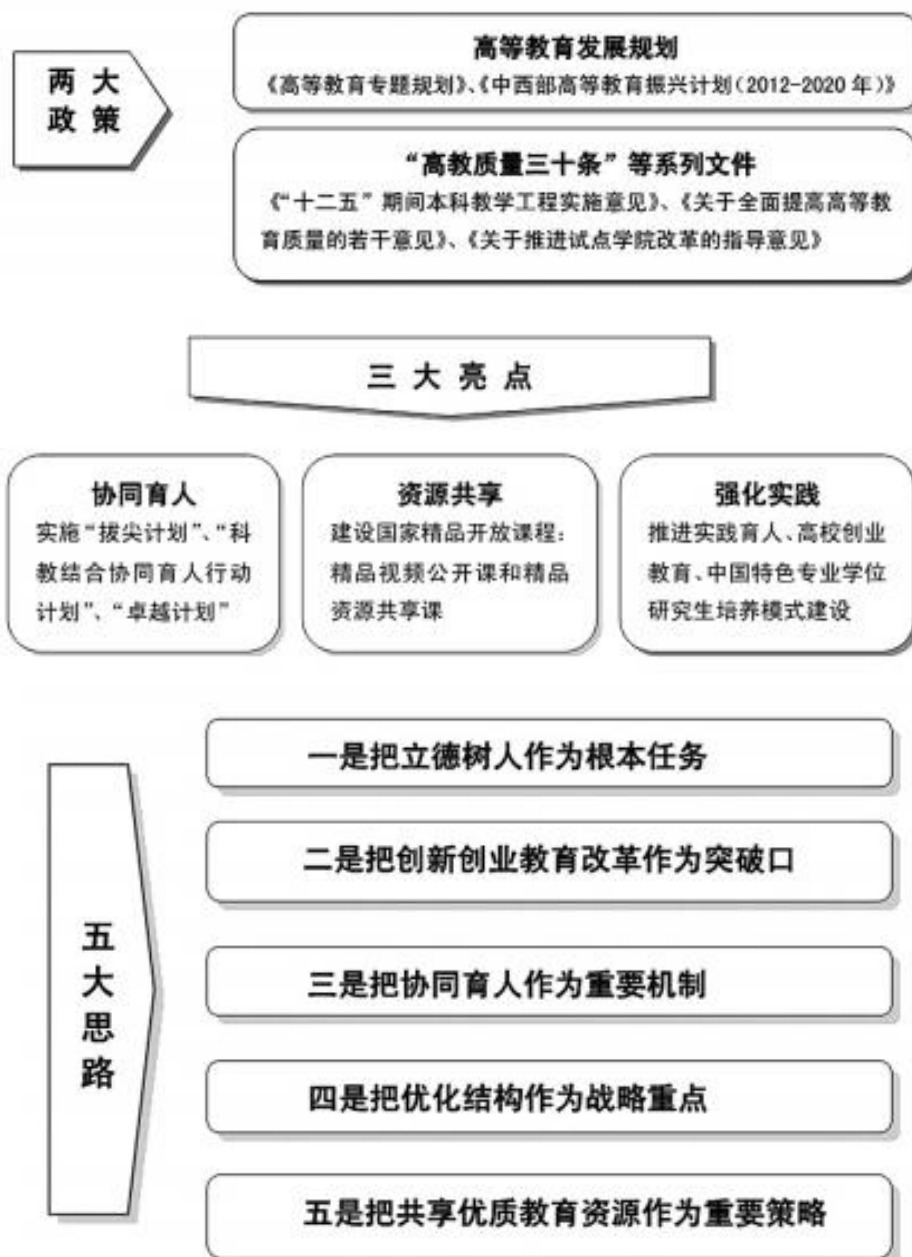 两大
政策
高等教育发展规划
《高等教育专题规划》、《中西部高等教育振兴计划(2012-2020年)》
“高教质量三十条”等系列文件
《“十二五”期间本科教学工程实施意见》、《关于全面提高高等教
育质量的若干意见》、《关于推进试点学院改革的指导意见》
三大亮点
协同育人
实施“拔尖计划”、“科
教结合协同育人行动
计划”、“卓越计划”
资源共享
建设国家精品开放课程：
精品视频公开课和精品
资源共享课
强化实践
推进实践育人、高校创业
教育、中国特色专业学位
研究生培养模式建设
五大思路
一是把立德树人作为根本任务
二是把创新创业教育改革作为突破口
三是把协同育人作为重要机制
四是把优化结构作为战略重点
五是把共享优质教育资源作为重要策略